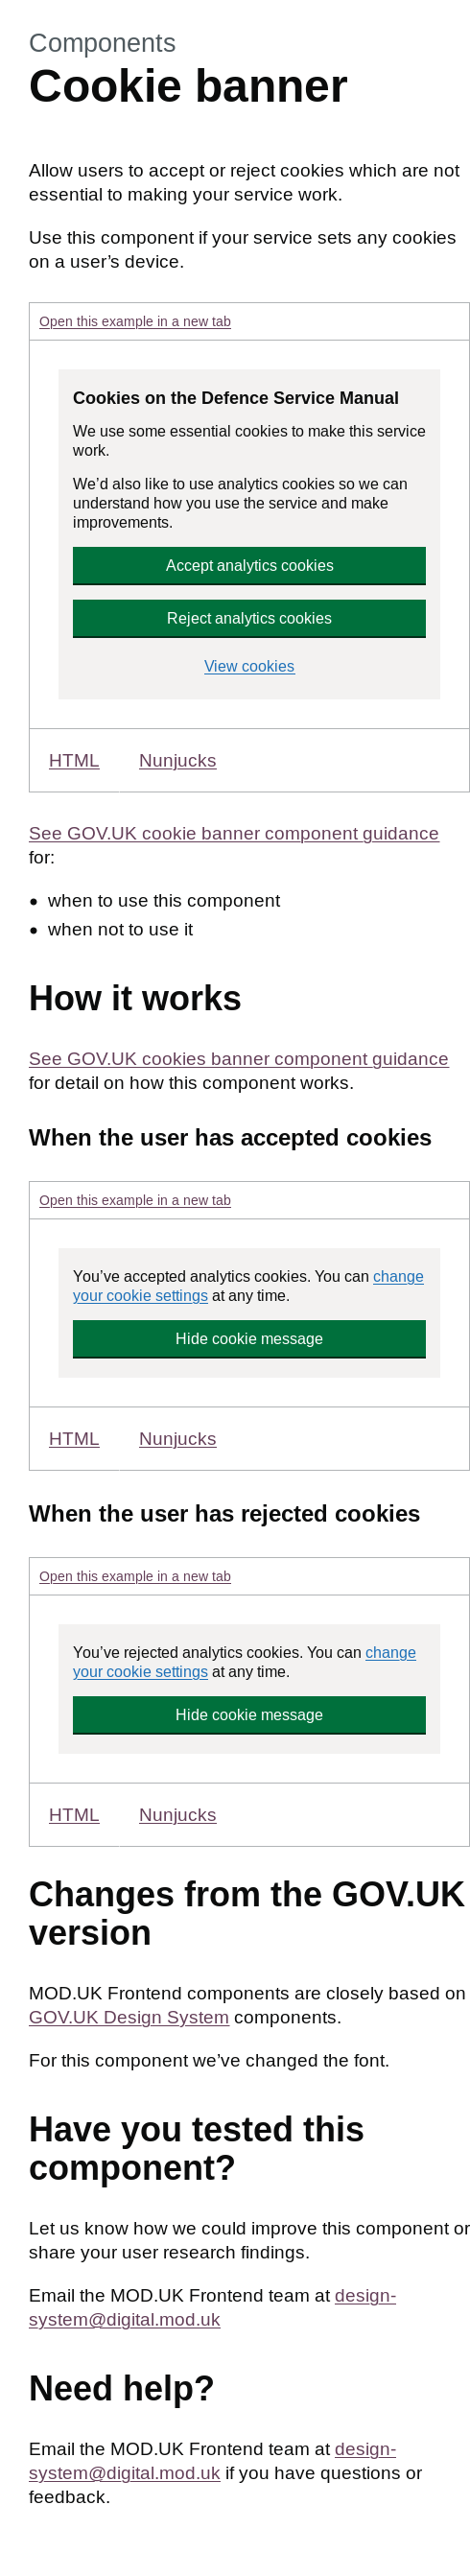 Components
Cookie banner
Allow users to accept or reject cookies which are not
essential to making your service work.
Use this component if your service sets any cookies
on a user’s device.
Open this example in a new tab
Cookies on the Defence Service Manual
We use some essential cookies to make this service
work.
We’d also like to use analytics cookies so we can
understand how you use the service and make
improvements.
Accept analytics cookies
Reject analytics cookies
View cookies
HTML Nunjucks
See GOV.UK cookie banner component guidance
for:
• when to use this component
• when not to use it
How it works
See GOV.UK cookies banner component guidance
for detail on how this component works.
When the user has accepted cookies
Open this example in a new tab
You’ve accepted analytics cookies. You can change
your cookie settings at any time.
Hide cookie message
HTML Nunjucks
When the user has rejected cookies
Open this example in a new tab
You’ve rejected analytics cookies. You can change
your cookie settings at any time.
Hide cookie message
HTML Nunjucks
Changes from the GOV.UK
version
MOD.UK Frontend components are closely based on
GOV.UK Design System components.
For this component we’ve changed the font.
Have you tested this
component?
Let us know how we could improve this component or
share your user research findings.
Email the MOD.UK Frontend team at design-
system@digital.mod.uk
Need help?
Email the MOD.UK Frontend team at design-
system@digital.mod.uk if you have questions or
feedback.